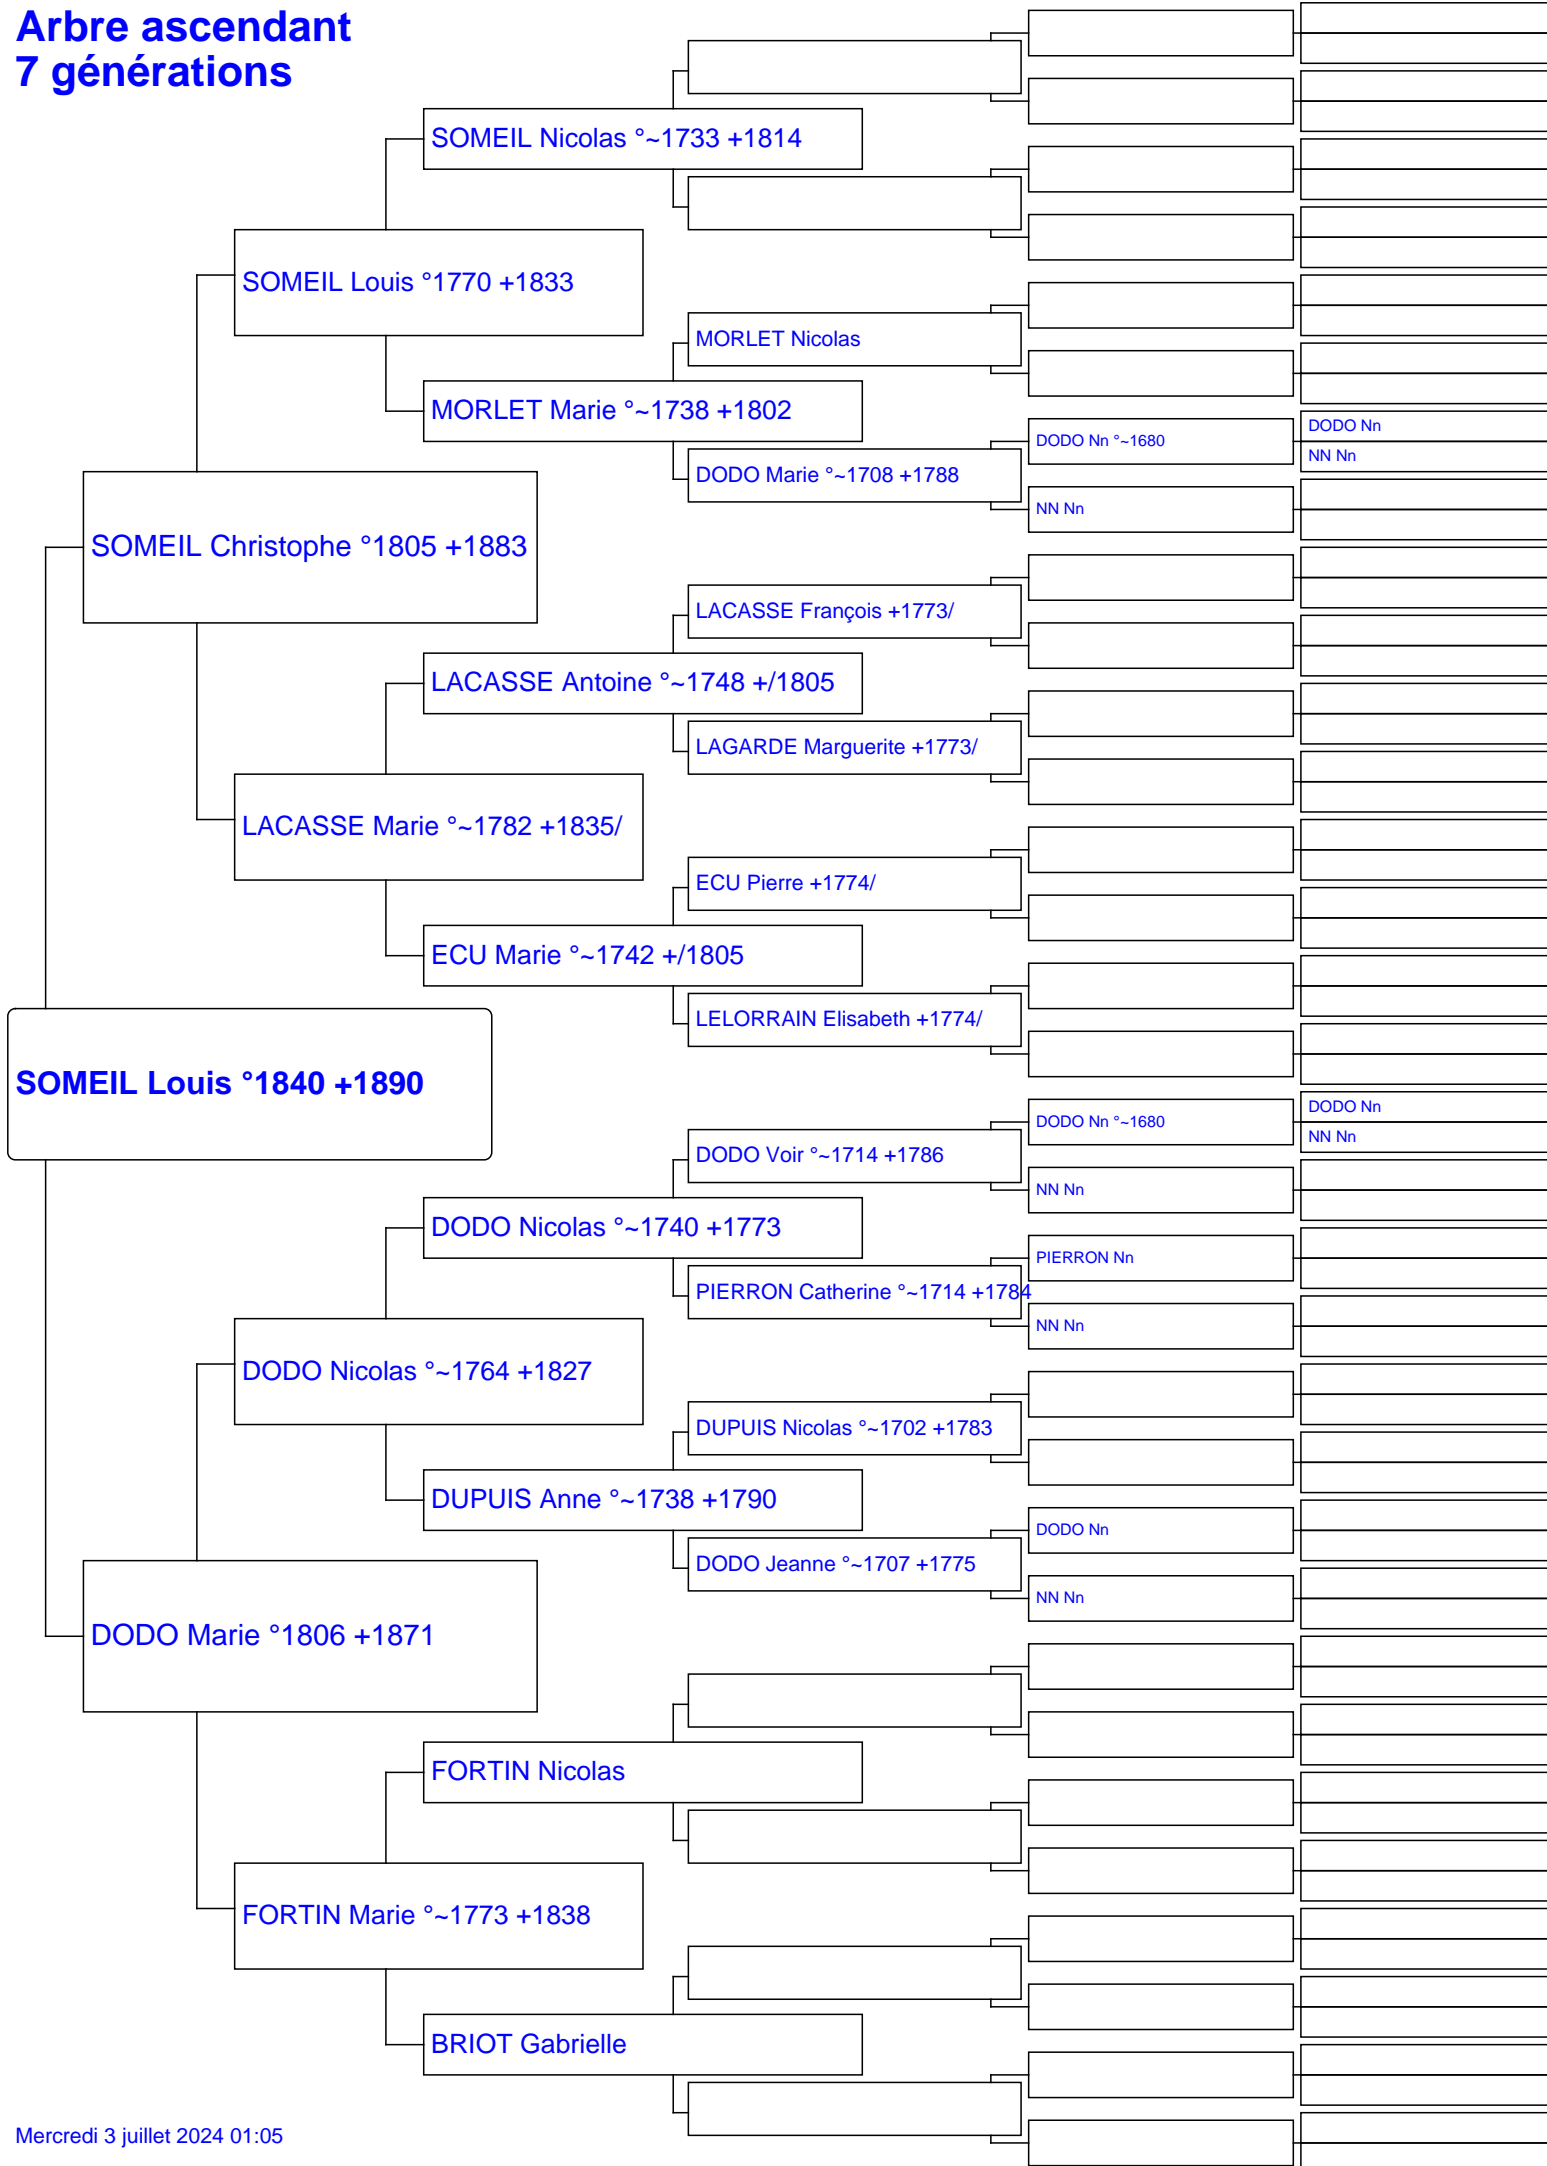 Arbre ascendant
7 générations
SOMEIL Nicolas °~1733 +1814
SOMEIL Louis °1770 +1833
MORLET Nicolas
MORLET Marie °~1738 +1802
DODO Nn °~1680
DODO Nn
NN Nn
DODO Marie °~1708 +1788
NN Nn
SOMEIL Christophe °1805 +1883
LACASSE François +1773/
LACASSE Antoine °~1748 +/1805
LAGARDE Marguerite +1773/
LACASSE Marie °~1782 +1835/
ECU Pierre +1774/
ECU Marie °~1742 +/1805
LELORRAIN Elisabeth +1774/
SOMEIL Louis °1840 +1890
DODO Nn °~1680
DODO Nn
NN Nn
DODO Voir °~1714 +1786
NN Nn
DODO Nicolas °~1740 +1773
PIERRON Nn
PIERRON Catherine °~1714 +1784
NN Nn
DODO Nicolas °~1764 +1827
DUPUIS Nicolas °~1702 +1783
DUPUIS Anne °~1738 +1790
DODO Nn
DODO Jeanne °~1707 +1775
NN Nn
DODO Marie °1806 +1871
FORTIN Nicolas
FORTIN Marie °~1773 +1838
BRIOT Gabrielle
Mercredi 3 juillet 2024 01:05